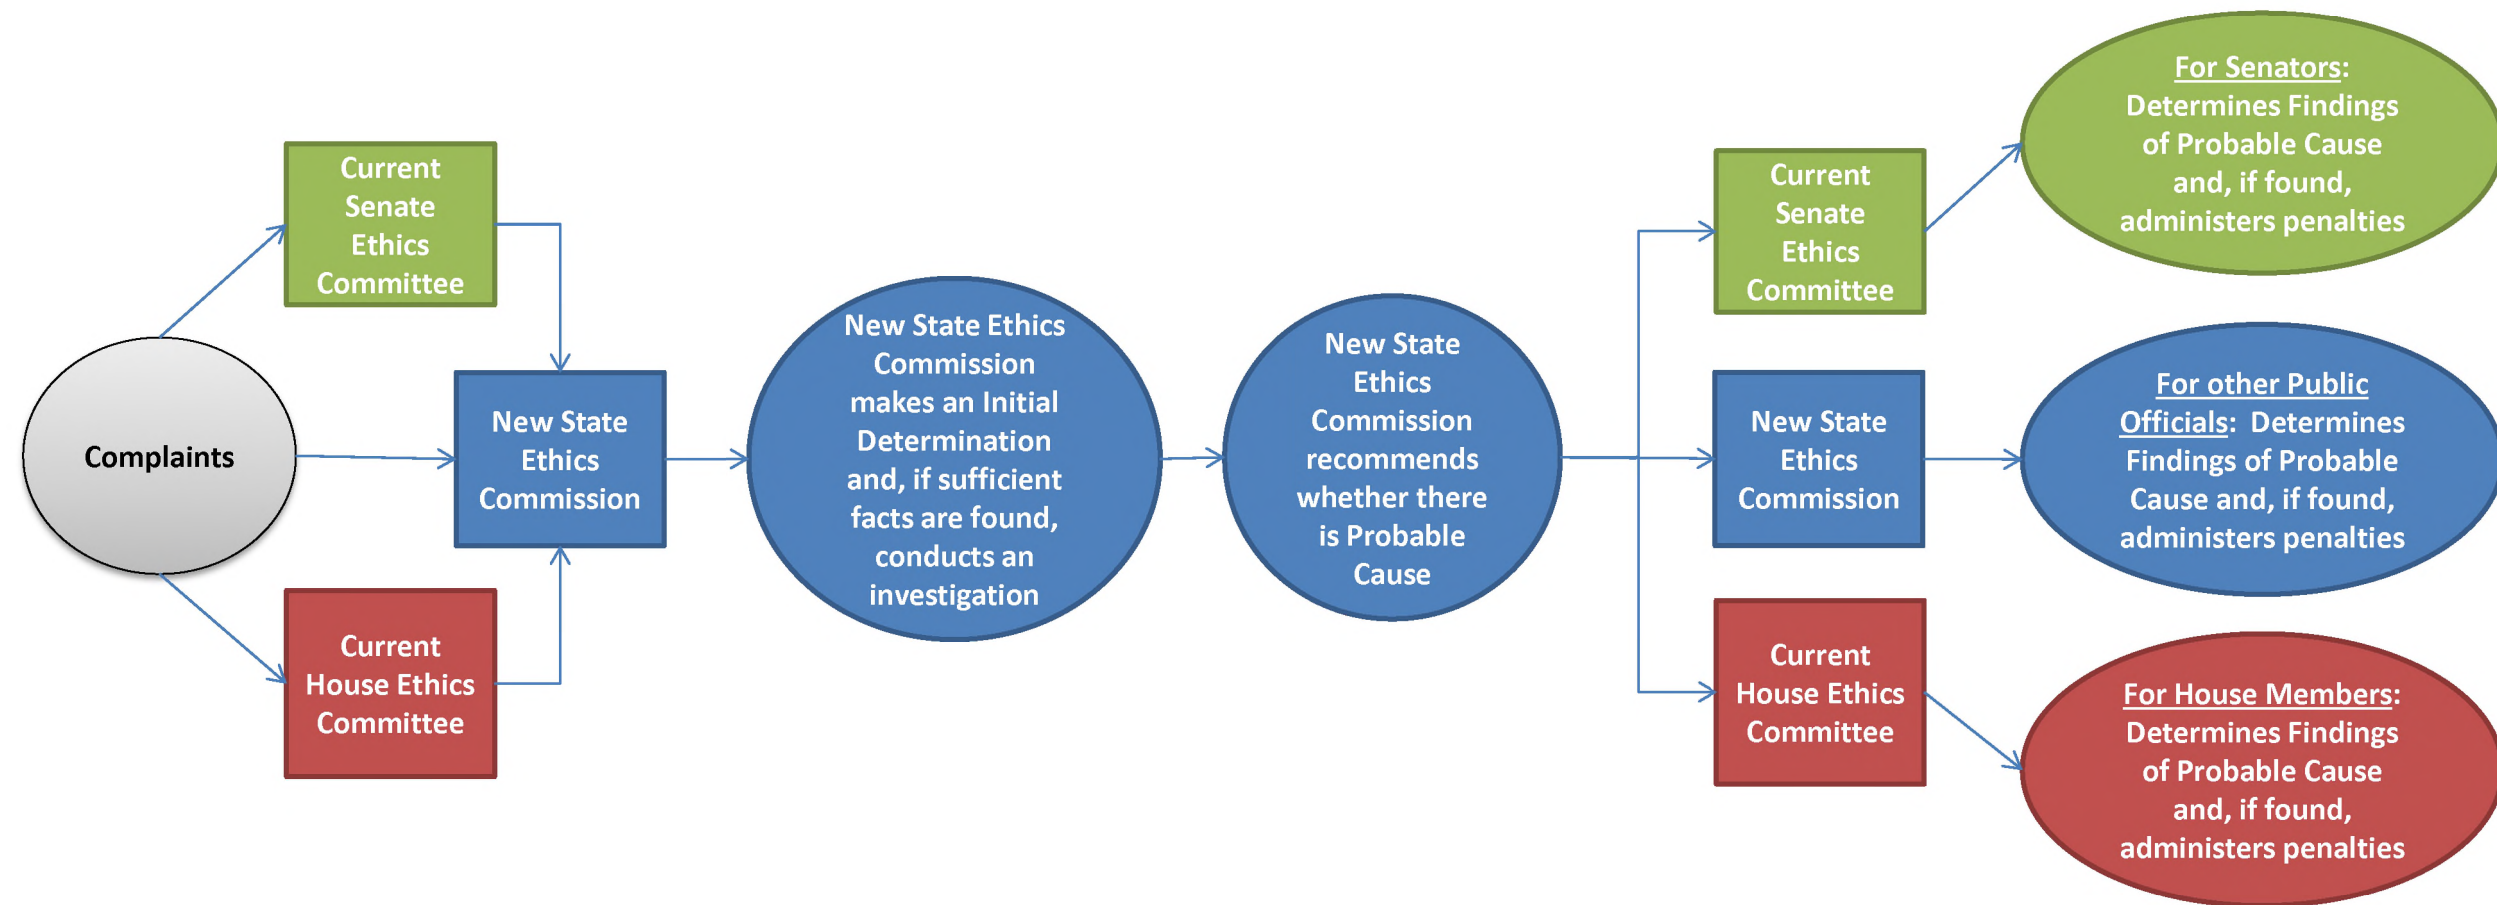 Complaints
Current
Senate
Ethics
Committee
New State
Ethics
Commission
Current
House Ethics
Committee
New State Ethics
Commission
makes an Initial
Determination
and, if sufficient
facts are found,
conducts an
investigation
New State
Ethics
Commission
recommends
whether there
is Probable
Cause
Current
Senate
Ethics
Committee
New State
Ethics
Commission
Current
House Ethics
Committee
For Senators:
Determines Findings
of Probable Cause
and, if found,
administers penalties
For other Public
Officials: Determines
Findings of Probable
Cause and, if found,
administers penalties
For House Members:
Determines Findings
of Probable Cause
and, if found,
administers penalties